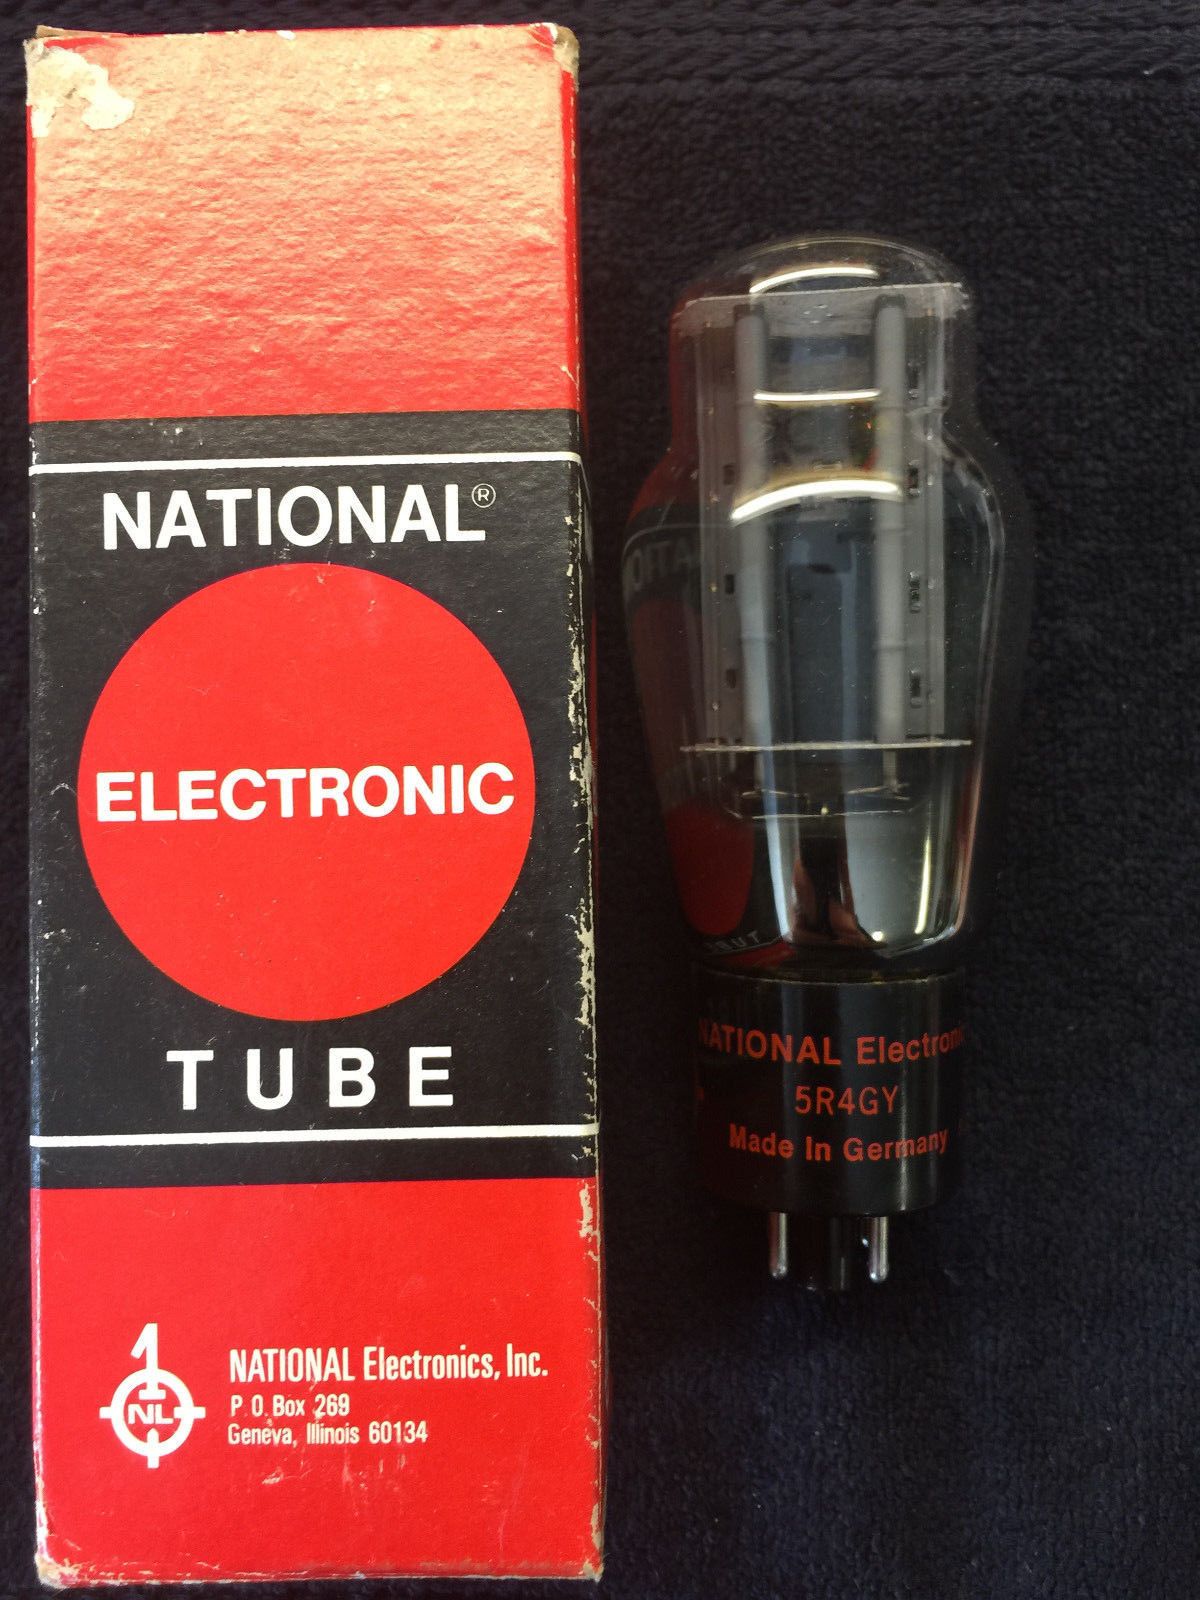 NATIONAL®
ELECTRONIC
TUBE
NL
NATIONAL Electronics, Inc.
P.O. Box 269
Geneva, Illinois 60134
NATIONAL Electronic
5R4GY
Made In Germany